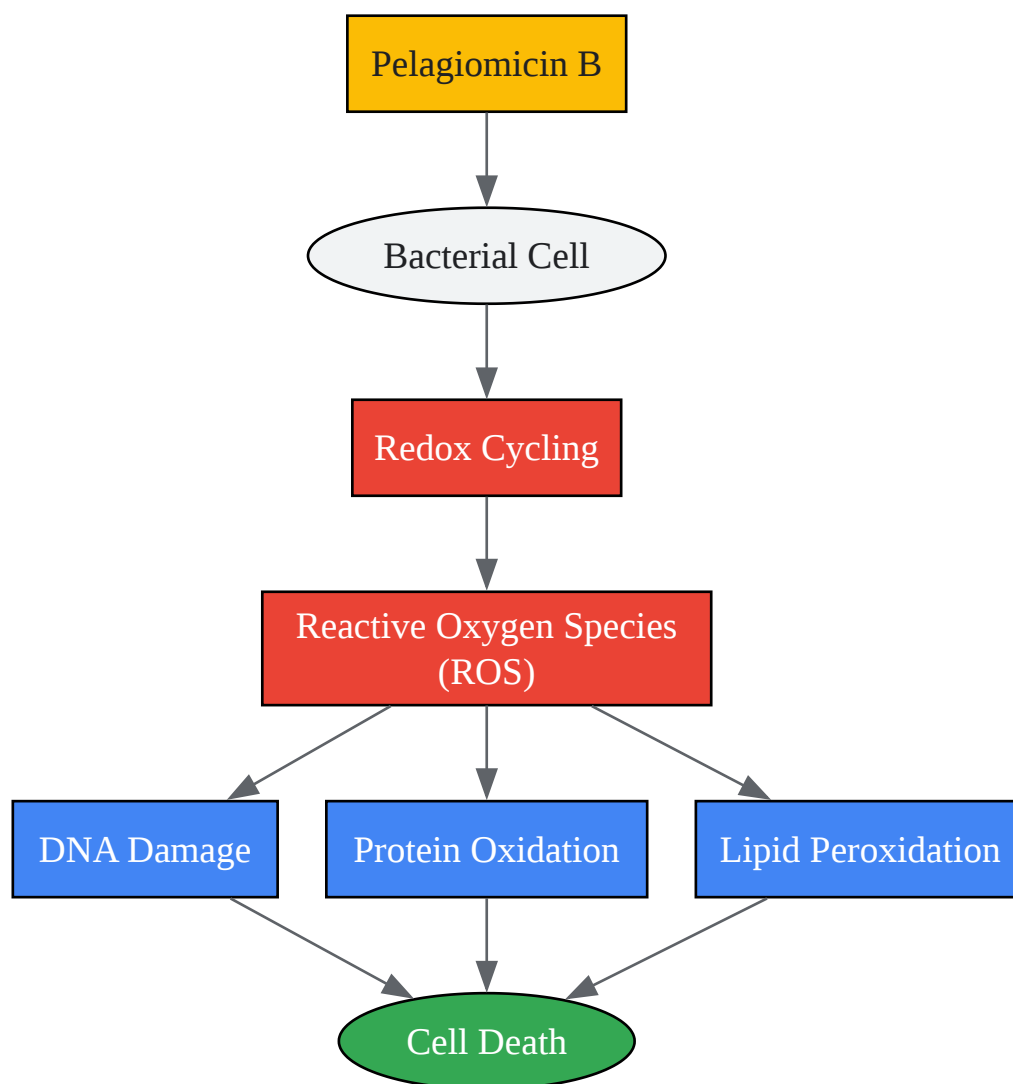 Pelagiomicin B
Bacterial Cell
Redox Cycling
Reactive Oxygen Species
(ROS)
DNA Damage
Protein Oxidation
Lipid Peroxidation
Cell Death